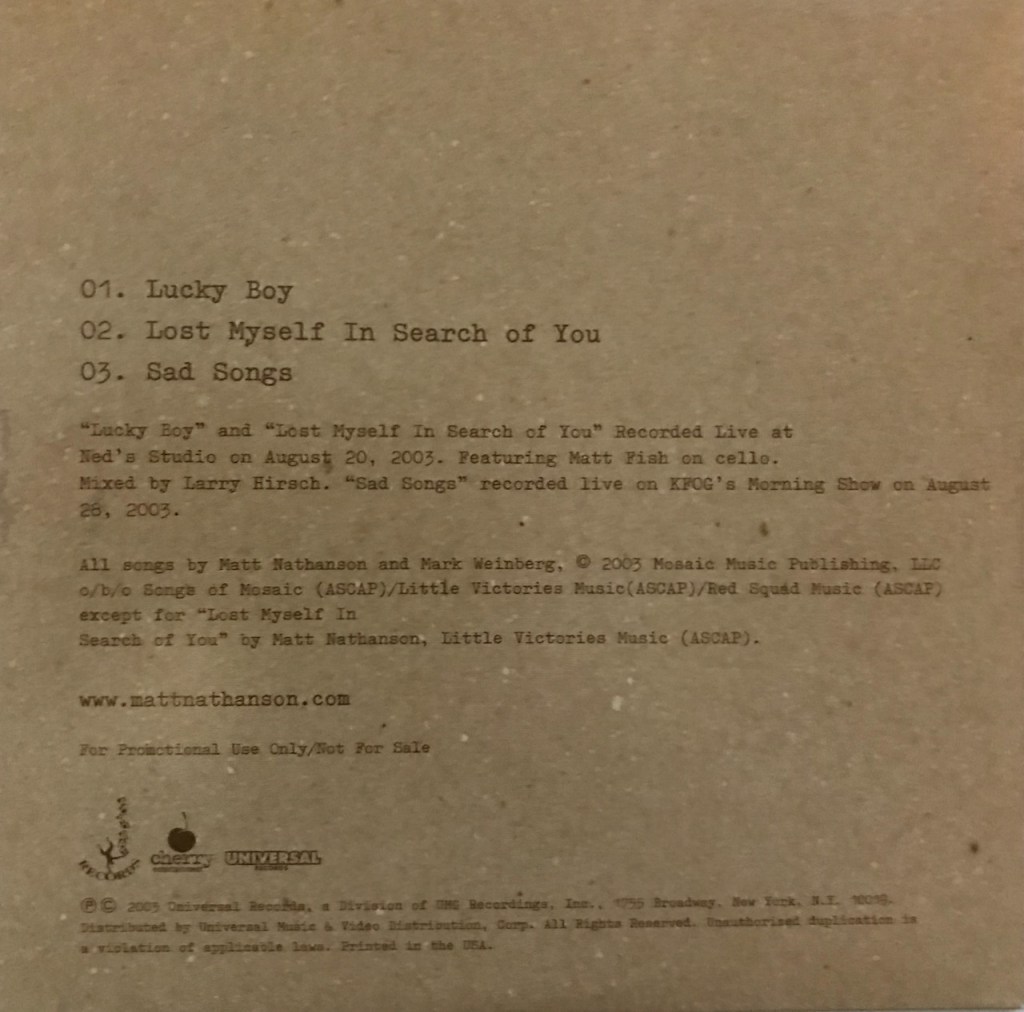 01. Lucky Boy
02. Lost Myself In Search of You
03. Sad Songs
“Lucky Boy” and “Lost Myself In Search of You” Recorded Live at
Ned's Studio on August 20, 2003. Featuring Matt Fish on cello.
Mixed by Larry Hirsch. “Sad Songs” recorded live on KFOG's Morning Show on August
28, 2003.
All songs by Matt Nathanson and Mark Weinberg, © 2003 Mosaic Music Publishing, LLC
o/b/o Songs of Mosaic (ASCAP)/Little Victories Music(ASCAP)/Red Squad Music (ASCAP)
except for “Lost Myself In
Search of You” by Matt Nathanson, Little Victories Music (ASCAP).
www.mattnathanson.com
For Promotional Use Only/Not For Sale
RECORDS
cherry
UNIVERSAL
RECORDS
℗© 2003 Universal Records, a Division of UMG Recordings, Inc., 1755 Broadway, New York, N.Y. 10019.
Distributed by Universal Music & Video Distribution, Corp. All Rights Reserved. Unauthorized duplication is
a violation of applicable laws. Printed in the USA.